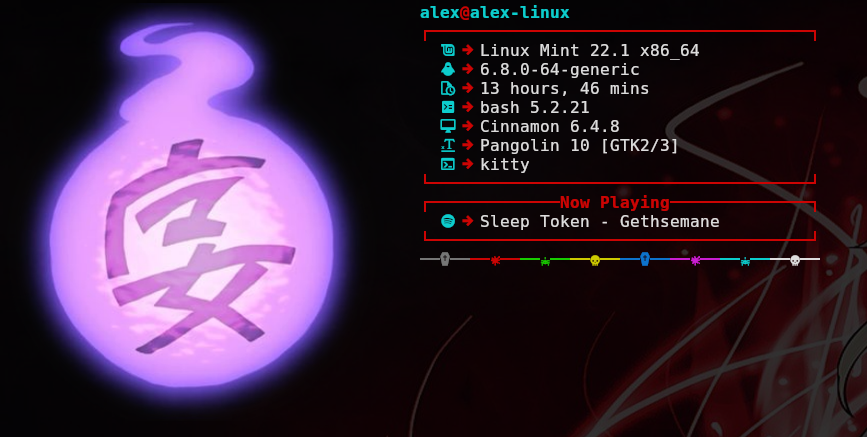 alex@alex-linux
Linux Mint 22.1 x86_64
6.8.0-64-generic
13 hours, 46 mins
bash 5.2.21
Cinnamon 6.4.8
Pangolin 10 [GTK2/3]
kitty
Now Playing
Sleep Token - Gethsemane